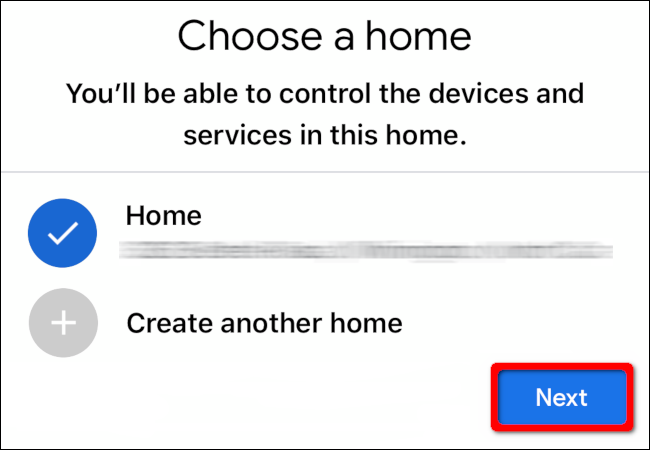 Choose a home
You’ll be able to control the devices and
services in this home.
Home
Create another home
Next